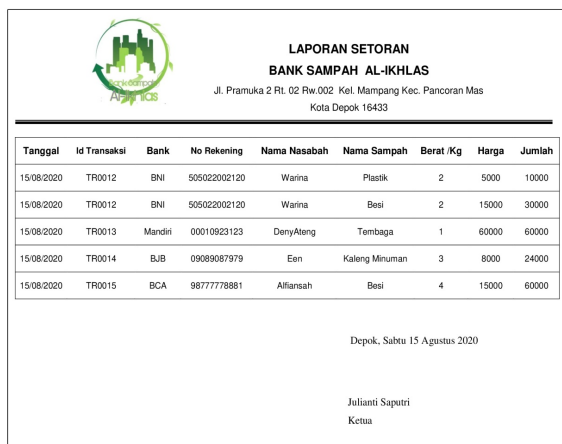 Bank Sampah
Al-Ikhlas
LAPORAN SETORAN
BANK SAMPAH AL-IKHLAS
Jl. Pramuka 2 Rt. 02 Rw.002 Kel. Mampang Kec. Pancoran Mas
Kota Depok 16433
Tanggal Id Transaksi Bank No Rekening Nama Nasabah Nama Sampah Berat /Kg Harga Jumlah
15/08/2020 TR0012 BNI 505022002120 Warina Plastik 2 5000 10000
15/08/2020 TR0012 BNI 505022002120 Warina Besi 2 15000 30000
15/08/2020 TR0013 Mandiri 00010923123 DenyAteng Tembaga 1 60000 60000
15/08/2020 TR0014 BJB 09089087979 Een Kaleng Minuman 3 8000 24000
15/08/2020 TR0015 BCA 98777778881 Alfiansah Besi 4 15000 60000
Depok, Sabtu 15 Agustus 2020
Julianti Saputri
Ketua